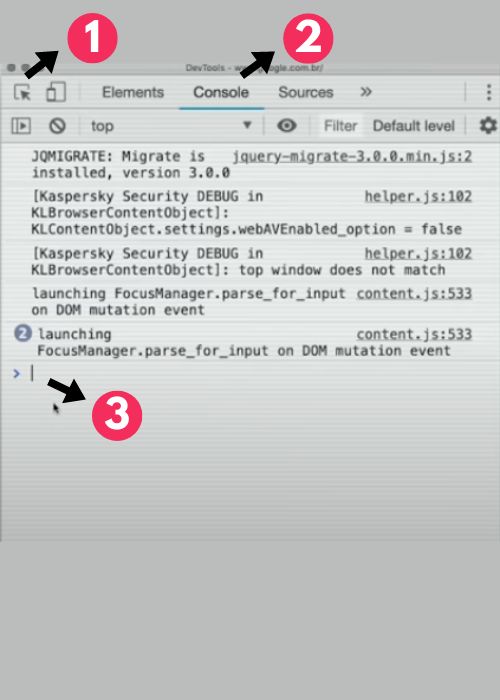 1
2
DevTools - www.google.com.br/
Elements Console Sources »
top Filter Default level
JQMIGRATE: Migrate is jquery-migrate-3.0.0.min.js:2
installed, version 3.0.0
[Kaspersky Security DEBUG in helper.js:102
KLBrowserContentObject]:
KLContentObject.settings.webAVEnabled_option = false
[Kaspersky Security DEBUG in helper.js:102
KLBrowserContentObject]: top window does not match
launching FocusManager.parse_for_input content.js:533
on DOM mutation event
2 launching content.js:533
FocusManager.parse_for_input on DOM mutation event
>
3